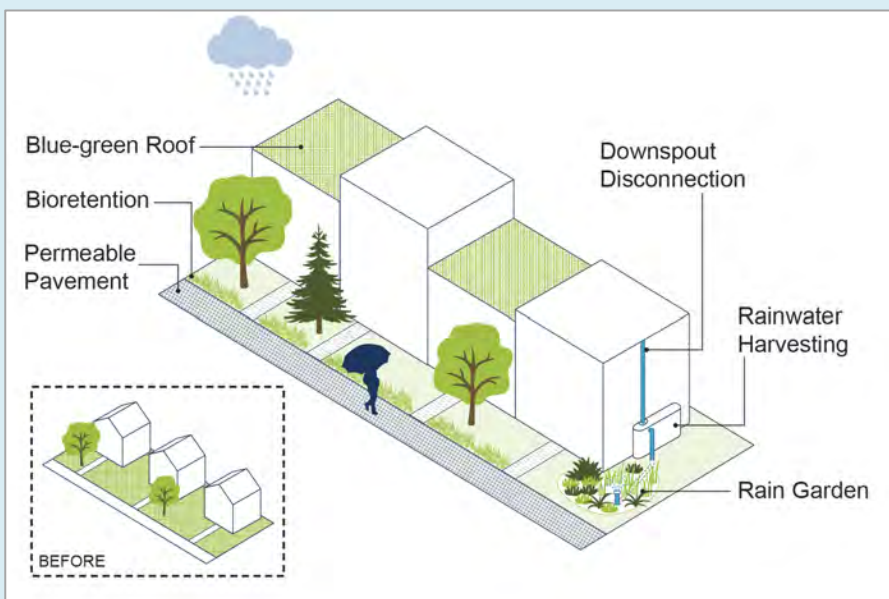 Blue-green Roof
Bioretention
Permeable
Pavement
Downspout
Disconnection
Rainwater
Harvesting
Rain Garden
BEFORE